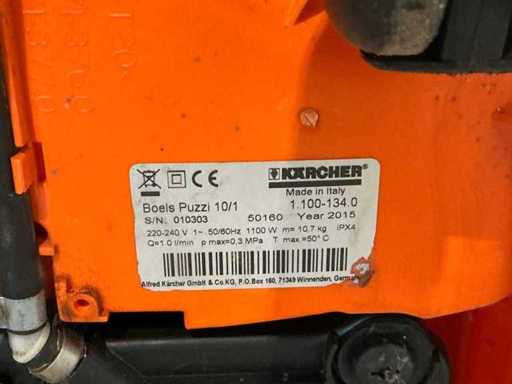 KÄRCHER
Made in Italy
Boels Puzzi 10/1 1.100-134.0
S/N: 010303 50160 Year 2015
220-240 V 1~ 50/60Hz 1100 W m= 10,7 kg IPX4
Q=1.0 l/min p max=0,3 MPa T max.=50° C
Alfred Kärcher GmbH & Co.KG, P.O.Box 160, 71349 Winnenden,